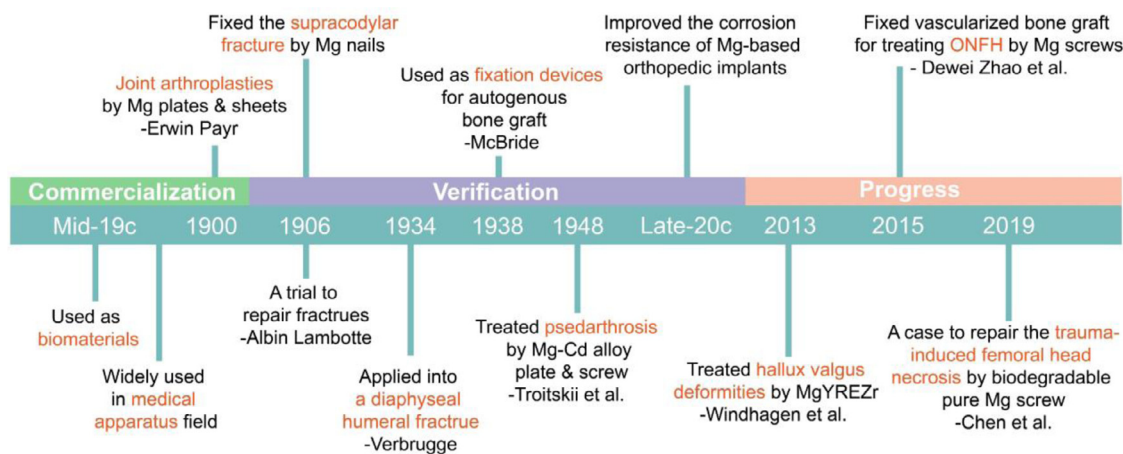 Fixed the supracodylar
fracture by Mg nails
Improved the corrosion
resistance of Mg-based
orthopedic implants
Fixed vascularized bone graft
for treating ONFH by Mg screws
- Dewei Zhao et al.
Joint arthroplasties
by Mg plates & sheets
-Erwin Payr
Used as fixation devices
for autogenous
bone graft
-McBride
Commercialization
Verification
Progress
Mid-19c
1900
1906
1934
1938
1948
Late-20c
2013
2015
2019
Used as
biomaterials
Widely used
in medical
apparatus field
A trial to
repair fractrues
-Albin Lambotte
Applied into
a diaphyseal
humeral fractrue
-Verbrugge
Treated psedarthrosis
by Mg-Cd alloy
plate & screw
-Troitskii et al.
Treated hallux valgus
deformities by MgYREZr
-Windhagen et al.
A case to repair the trauma-
induced femoral head
necrosis by biodegradable
pure Mg screw
-Chen et al.